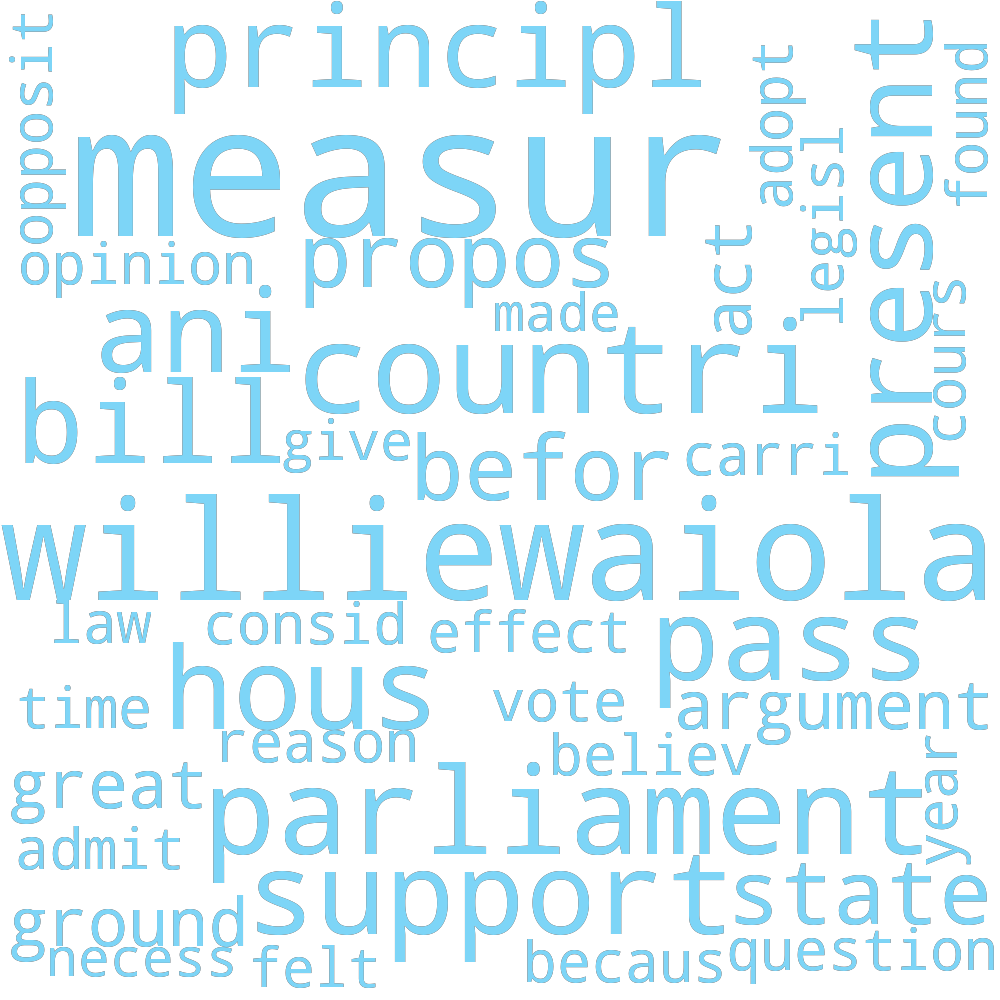 principl
opposit
measur
adopt
present
found
legisl
opinion
propos
act
made
ani
countri
cours
bill
give
befor
carri
williewaiola
law
consid
effect
pass
hous
time
vote
argument
reason
believ
year
great
parliament
admit
support
state
ground
necess
felt
becaus
question